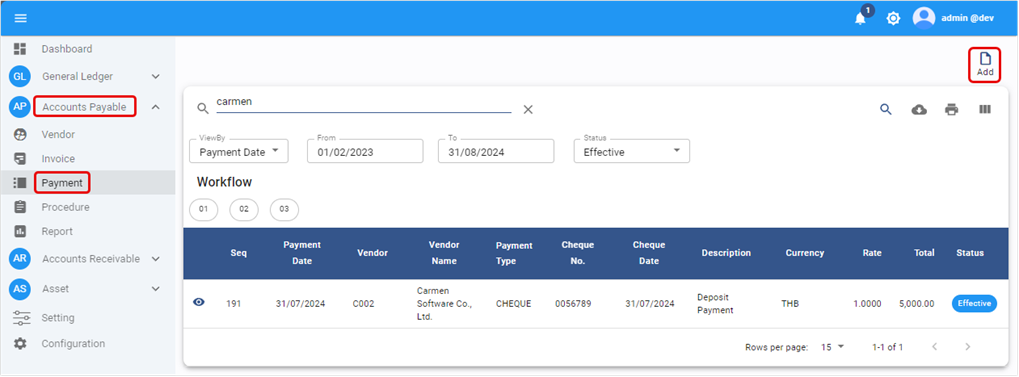 1
admin @dev
Dashboard
GL General Ledger
AP Accounts Payable
Vendor
Invoice
Payment
Procedure
Report
AR Accounts Receivable
AS Asset
Setting
Configuration
Add
carmen
ViewBy From To Status
Payment Date 01/02/2023 31/08/2024 Effective
Workflow
01 02 03
Seq Payment Date Vendor Vendor Name Payment Type Cheque No. Cheque Date Description Currency Rate Total Status
191 31/07/2024 C002 Carmen Software Co., Ltd. CHEQUE 0056789 31/07/2024 Deposit Payment THB 1.0000 5,000.00 Effective
Rows per page: 15 1-1 of 1